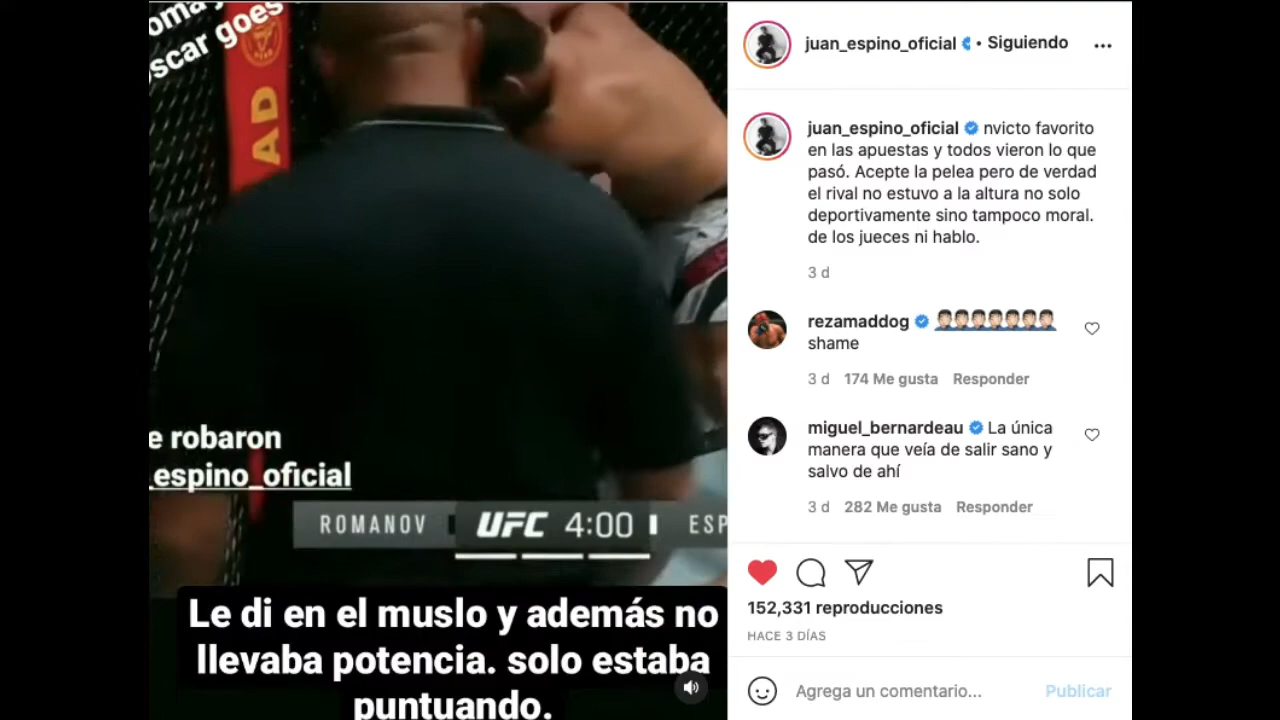 oma y
scar goes
AD
e robaron
_espino_oficial
ROMANOV UFC 4:00 ESP
Le di en el muslo y además no
llevaba potencia. solo estaba
puntuando.
juan_espino_oficial • Siguiendo
juan_espino_oficial nvicto favorito
en las apuestas y todos vieron lo que
pasó. Acepte la pelea pero de verdad
el rival no estuvo a la altura no solo
deportivamente sino tampoco moral.
de los jueces ni hablo.
3 d
rezamaddog
shame
3 d 174 Me gusta Responder
miguel_bernardeau La única
manera que veía de salir sano y
salvo de ahí
3 d 282 Me gusta Responder
152,331 reproducciones
HACE 3 DÍAS
Agrega un comentario... Publicar